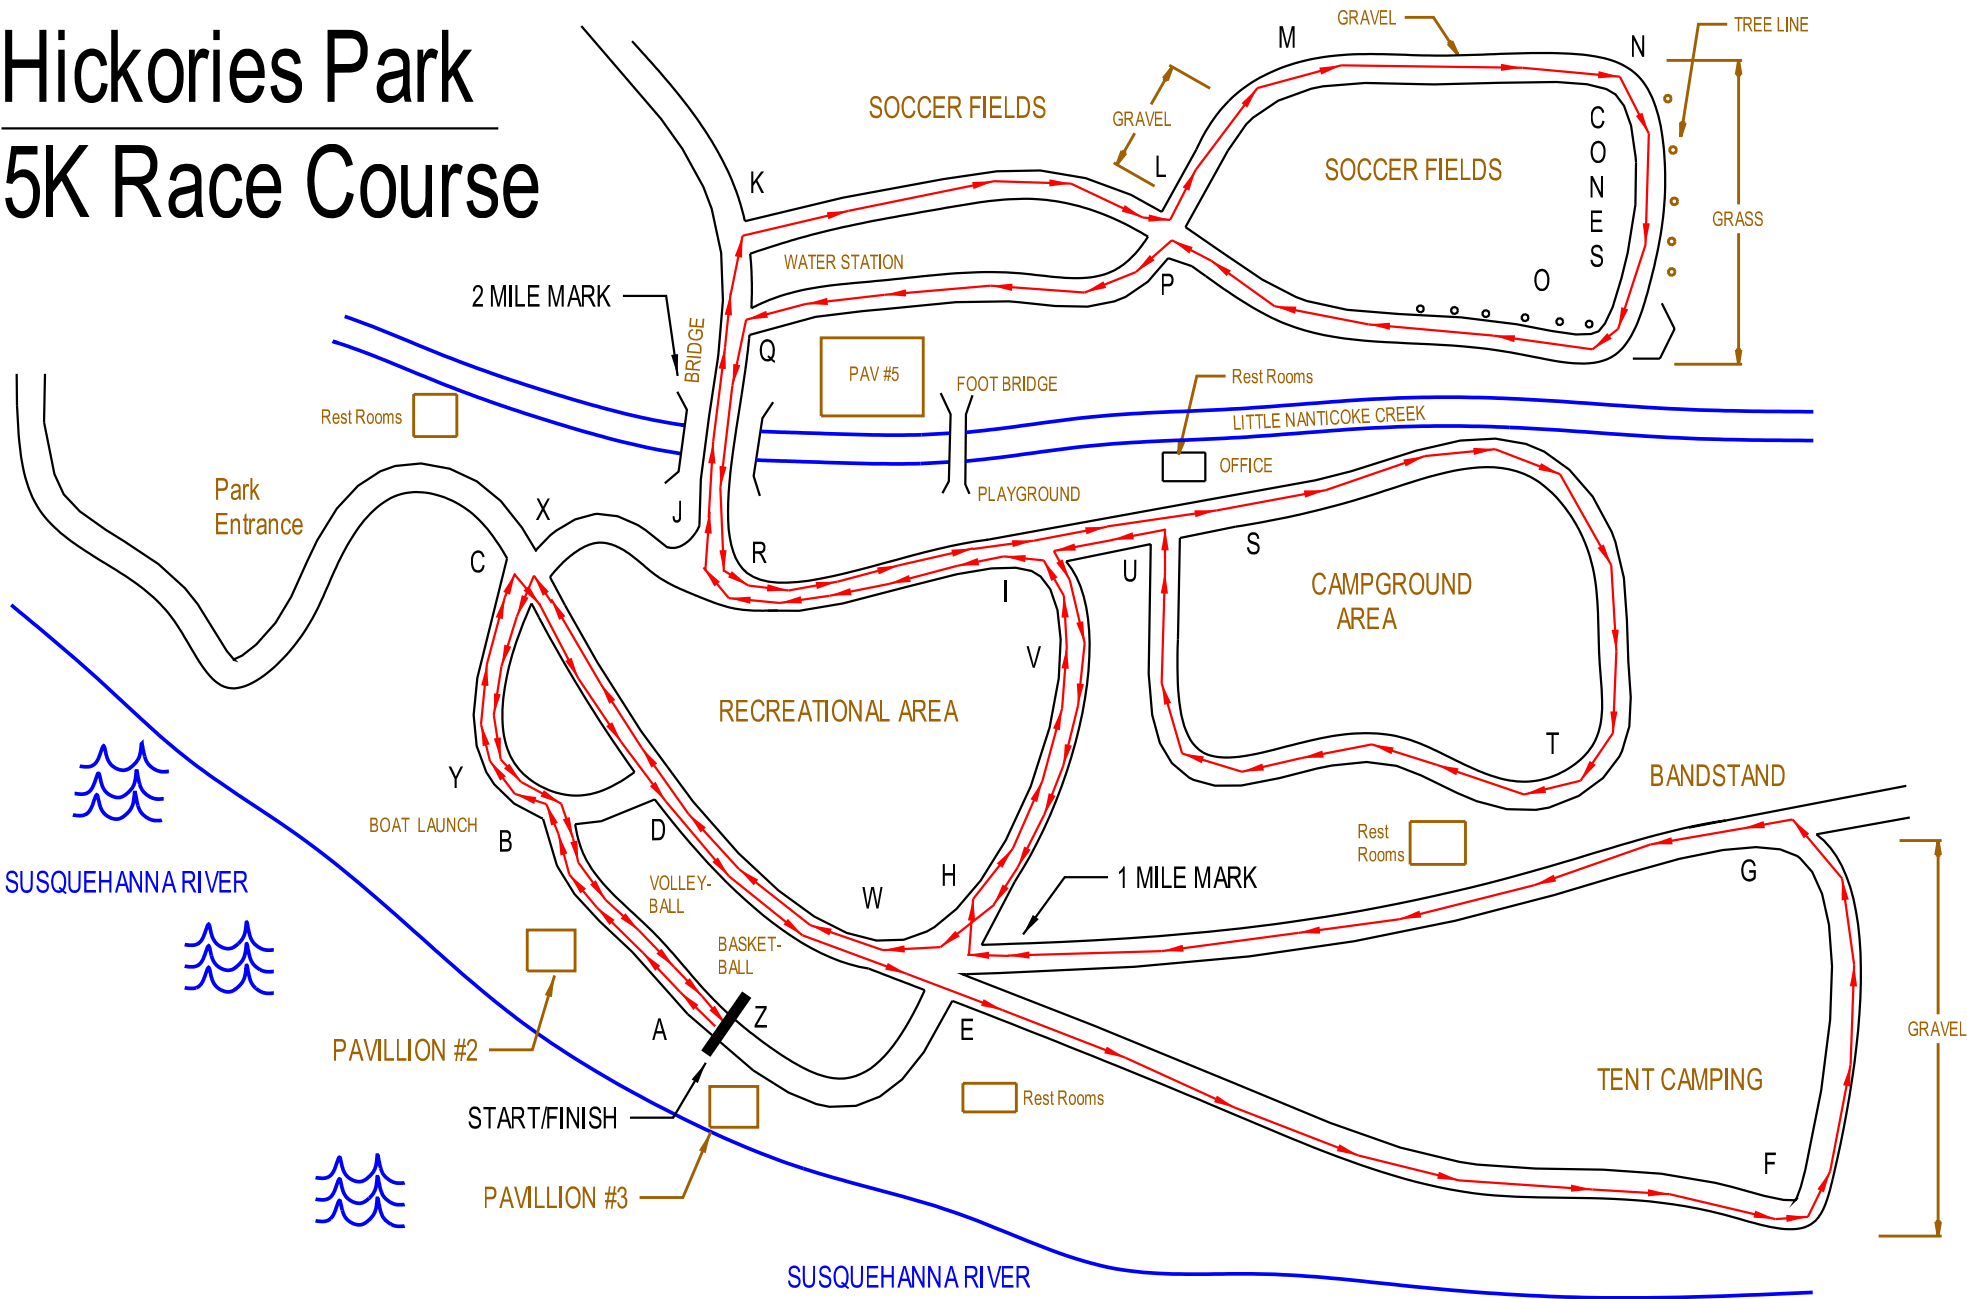 Hickories Park
5K Race Course
M
GRAVEL
N
TREE LINE
SOCCER FIELDS
GRAVEL
L
K
SOCCER FIELDS
C
O
N
E
S
GRASS
WATER STATION
2 MILE MARK
P
O
BRIDGE
Q
PAV #5
FOOT BRIDGE
Rest Rooms
Rest Rooms
LITTLE NANTICOKE CREEK
OFFICE
PLAYGROUND
Park
Entrance
X
J
C
R
I
U
S
CAMPGROUND
AREA
V
RECREATIONAL AREA
T
BANDSTAND
Y
BOAT LAUNCH
B
D
Rest
Rooms
G
SUSQUEHANNA RIVER
VOLLEY-
BALL
W
H
1 MILE MARK
BASKET-
BALL
A
Z
E
GRAVEL
PAVILLION #2
TENT CAMPING
START/FINISH
Rest Rooms
F
PAVILLION #3
SUSQUEHANNA RIVER